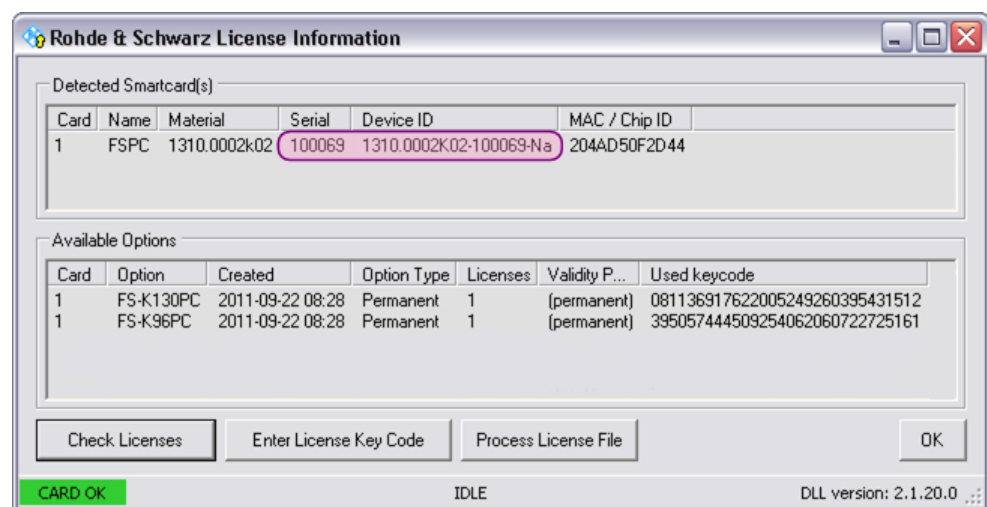 Rohde & Schwarz License Information
Detected Smartcard(s)
Card Name Material Serial Device ID MAC / Chip ID
1 FSPC 1310.0002k02 100069 1310.0002K02-100069-Na 204AD50F2D44
Available Options
Card Option Created Option Type Licenses Validity P... Used keycode
1 FS-K130PC 2011-09-22 08:28 Permanent 1 (permanent) 081136917622005249260395431512
1 FS-K96PC 2011-09-22 08:28 Permanent 1 (permanent) 395057444509254062060722725161
Check Licenses Enter License Key Code Process License File OK
CARD OK IDLE DLL version: 2.1.20.0